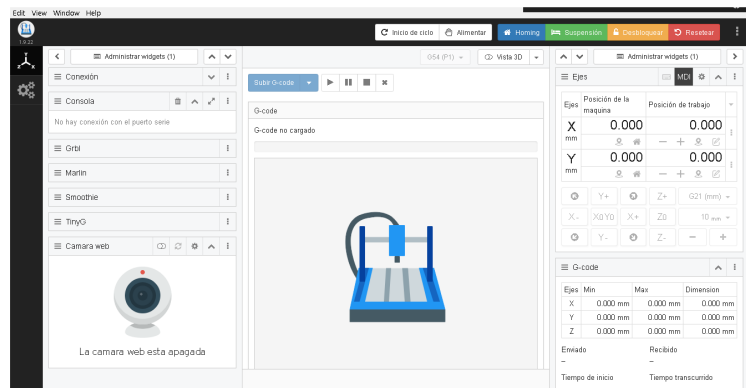 Edit View Window Help
1.9.22
Inicio de ciclo Alimentar Homing Suspensión Desbloquear Resetear
Administrar widgets (1)
Conexión
Consola
No hay conexión con el puerto serie
Grbl
Marlin
Smoothie
TinyG
Camara web
La camara web esta apagada
G54 (P1) Vista 3D
Subir G-code
G-code
G-code no cargado
Administrar widgets (1)
Ejes MDI
Ejes Posición de la maquina Posición de trabajo
X mm 0.000 0.000
Y mm 0.000 0.000
Y+ Z+ G21 (mm)
X- X0Y0 X+ Z0 10 mm
Y- Z-
G-code
Ejes Min Max Dimension
X 0.000 mm 0.000 mm 0.000 mm
Y 0.000 mm 0.000 mm 0.000 mm
Z 0.000 mm 0.000 mm 0.000 mm
Enviado Recibido
– –
Tiempo de inicio Tiempo transcurrido